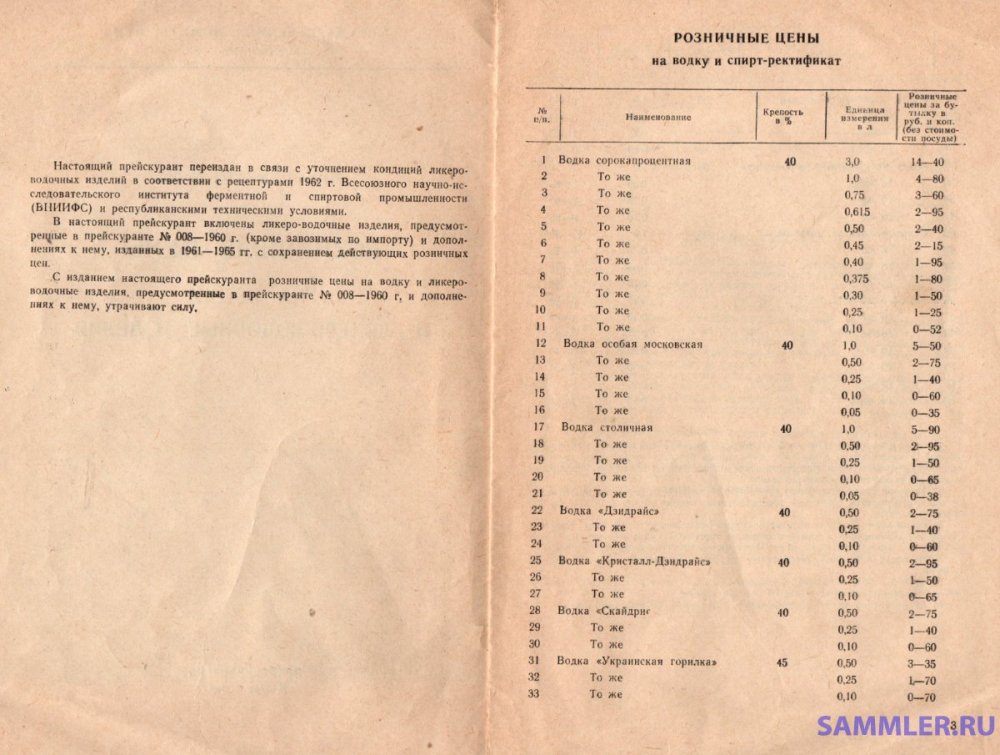 Настоящий прейскурант переиздан в связи с уточнением кондиций ликеро-
водочных изделий в соответствии с рецептурами 1962 г. Всесоюзного научно-ис-
следовательского института ферментной и спиртовой промышленности
(ВНИИФС) и республиканскими техническими условиями.
В настоящий прейскурант включены ликеро-водочные изделия, предусмот-
ренные в прейскуранте № 008—1960 г. (кроме завозимых по импорту) и допол-
нениях к нему, изданных в 1961—1965 гг. с сохранением действующих розничных
цен.
С изданием настоящего прейскуранта розничные цены на водку и ликеро-
водочные изделия, предусмотренные в прейскуранте № 008—1960 г, и дополне-
ниях к нему, утрачивают силу,
РОЗНИЧНЫЕ ЦЕНЫ
на водку и спирт-ректификат
№ п/п. Наименование Крепость в % Единица измерения в л Розничные цены за бу-тылку в руб. и коп. (без стоимо-сти посуды)
1 Водка сорокапроцентная 40 3,0 14—40
2 То же 1,0 4—80
3 То же 0,75 3—60
4 То же 0,615 2—95
5 То же 0,50 2—40
6 То же 0,45 2—15
7 То же 0,40 1—95
8 То же 0,375 1—80
9 То же 0,30 1—50
10 То же 0,25 1—25
11 То же 0,10 0—52
12 Водка особая московская 40 1,0 5—50
13 То же 0,50 2—75
14 То же 0,25 1—40
15 То же 0,10 0—60
16 То же 0,05 0—35
17 Водка столичная 40 1,0 5—90
18 То же 0,50 2—95
19 То же 0,25 1—50
20 То же 0,10 0—65
21 То же 0,05 0—38
22 Водка «Дзидрайс» 40 0,50 2—75
23 То же 0,25 1—40
24 То же 0,10 0—60
25 Водка «Кристалл-Дзидрайс» 40 0,50 2—95
26 То же 0,25 1—50
27 То же 0,10 0—65
28 Водка «Скайдрис 40 0,50 2—75
29 То же 0,25 1—40
30 То же 0,10 0—60
31 Водка «Украинская горилка» 45 0,50 3—35
32 То же 0,25 1—70
33 То же 0,10 0—70
3
SAMMLER.RU